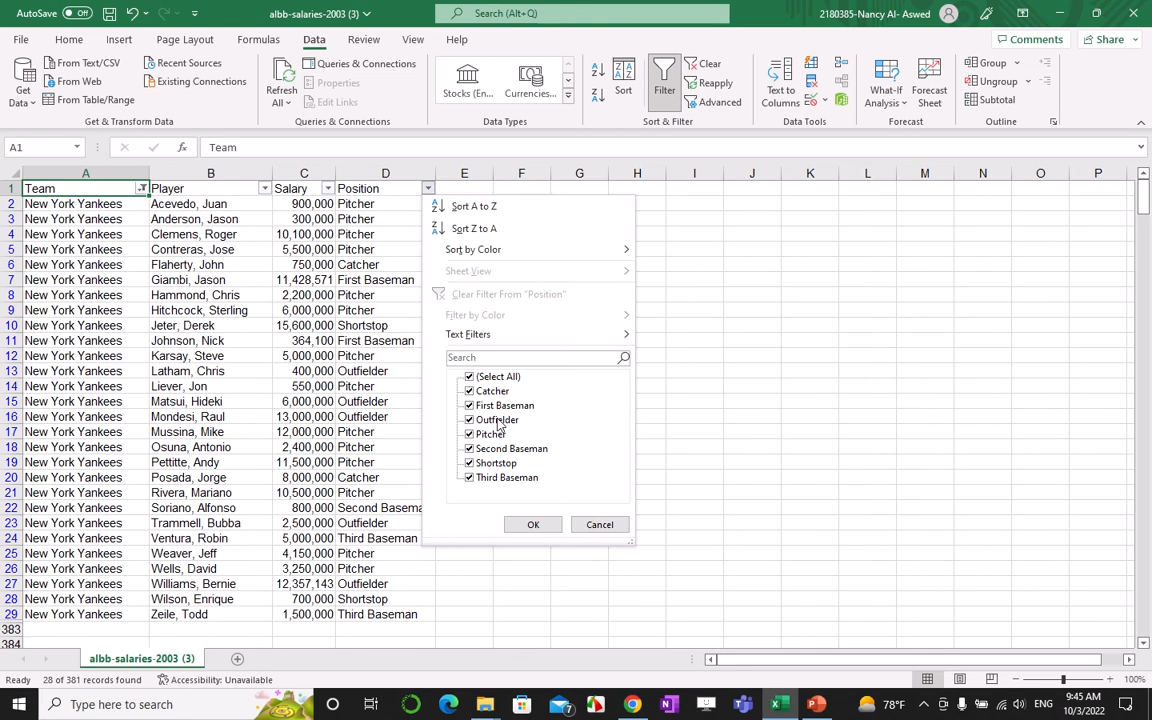 AutoSave Off albb-salaries-2003 (3) Search (Alt+Q) 2180385-Nancy Al- Aswed
File Home Insert Page Layout Formulas Data Review View Help Comments Share
Get Data From Text/CSV From Web From Table/Range Recent Sources Existing Connections
Refresh All Queries & Connections Properties Edit Links
Stocks (En... Currencies...
Sort Filter Clear Reapply Advanced
Text to Columns
What-If Analysis Forecast Sheet
Group Ungroup Subtotal
Get & Transform Data Queries & Connections Data Types Sort & Filter Data Tools Forecast Outline
A1 fx Team
A B C D E F G H I J K L M N O P
1 Team Player Salary Position
2 New York Yankees Acevedo, Juan 900,000 Pitcher
3 New York Yankees Anderson, Jason 300,000 Pitcher
4 New York Yankees Clemens, Roger 10,100,000 Pitcher
5 New York Yankees Contreras, Jose 5,500,000 Pitcher
6 New York Yankees Flaherty, John 750,000 Catcher
7 New York Yankees Giambi, Jason 11,428,571 First Baseman
8 New York Yankees Hammond, Chris 2,200,000 Pitcher
9 New York Yankees Hitchcock, Sterling 6,000,000 Pitcher
10 New York Yankees Jeter, Derek 15,600,000 Shortstop
11 New York Yankees Johnson, Nick 364,100 First Baseman
12 New York Yankees Karsay, Steve 5,000,000 Pitcher
13 New York Yankees Latham, Chris 400,000 Outfielder
14 New York Yankees Liever, Jon 550,000 Pitcher
15 New York Yankees Matsui, Hideki 6,000,000 Outfielder
16 New York Yankees Mondesi, Raul 13,000,000 Outfielder
17 New York Yankees Mussina, Mike 12,000,000 Pitcher
18 New York Yankees Osuna, Antonio 2,400,000 Pitcher
19 New York Yankees Pettitte, Andy 11,500,000 Pitcher
20 New York Yankees Posada, Jorge 8,000,000 Catcher
21 New York Yankees Rivera, Mariano 10,500,000 Pitcher
22 New York Yankees Soriano, Alfonso 800,000 Second Basema
23 New York Yankees Trammell, Bubba 2,500,000 Outfielder
24 New York Yankees Ventura, Robin 5,000,000 Third Baseman
25 New York Yankees Weaver, Jeff 4,150,000 Pitcher
26 New York Yankees Wells, David 3,250,000 Pitcher
27 New York Yankees Williams, Bernie 12,357,143 Outfielder
28 New York Yankees Wilson, Enrique 700,000 Shortstop
29 New York Yankees Zeile, Todd 1,500,000 Third Baseman
383
384
Sort A to Z
Sort Z to A
Sort by Color
Sheet View
Clear Filter From "Position"
Filter by Color
Text Filters
Search
(Select All)
Catcher
First Baseman
Outfielder
Pitcher
Second Baseman
Shortstop
Third Baseman
OK Cancel
albb-salaries-2003 (3)
Ready 28 of 381 records found Accessibility: Unavailable 100%
Type here to search 7 78°F ENG 9:45 AM
10/3/2022